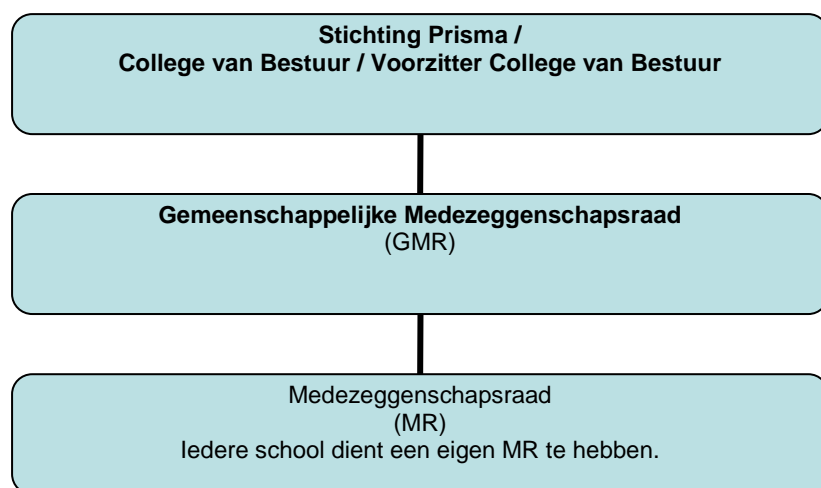 Stichting Prisma /
College van Bestuur / Voorzitter College van Bestuur
Gemeenschappelijke Medezeggenschapsraad
(GMR)
Medezeggenschapsraad
(MR)
Iedere school dient een eigen MR te hebben.